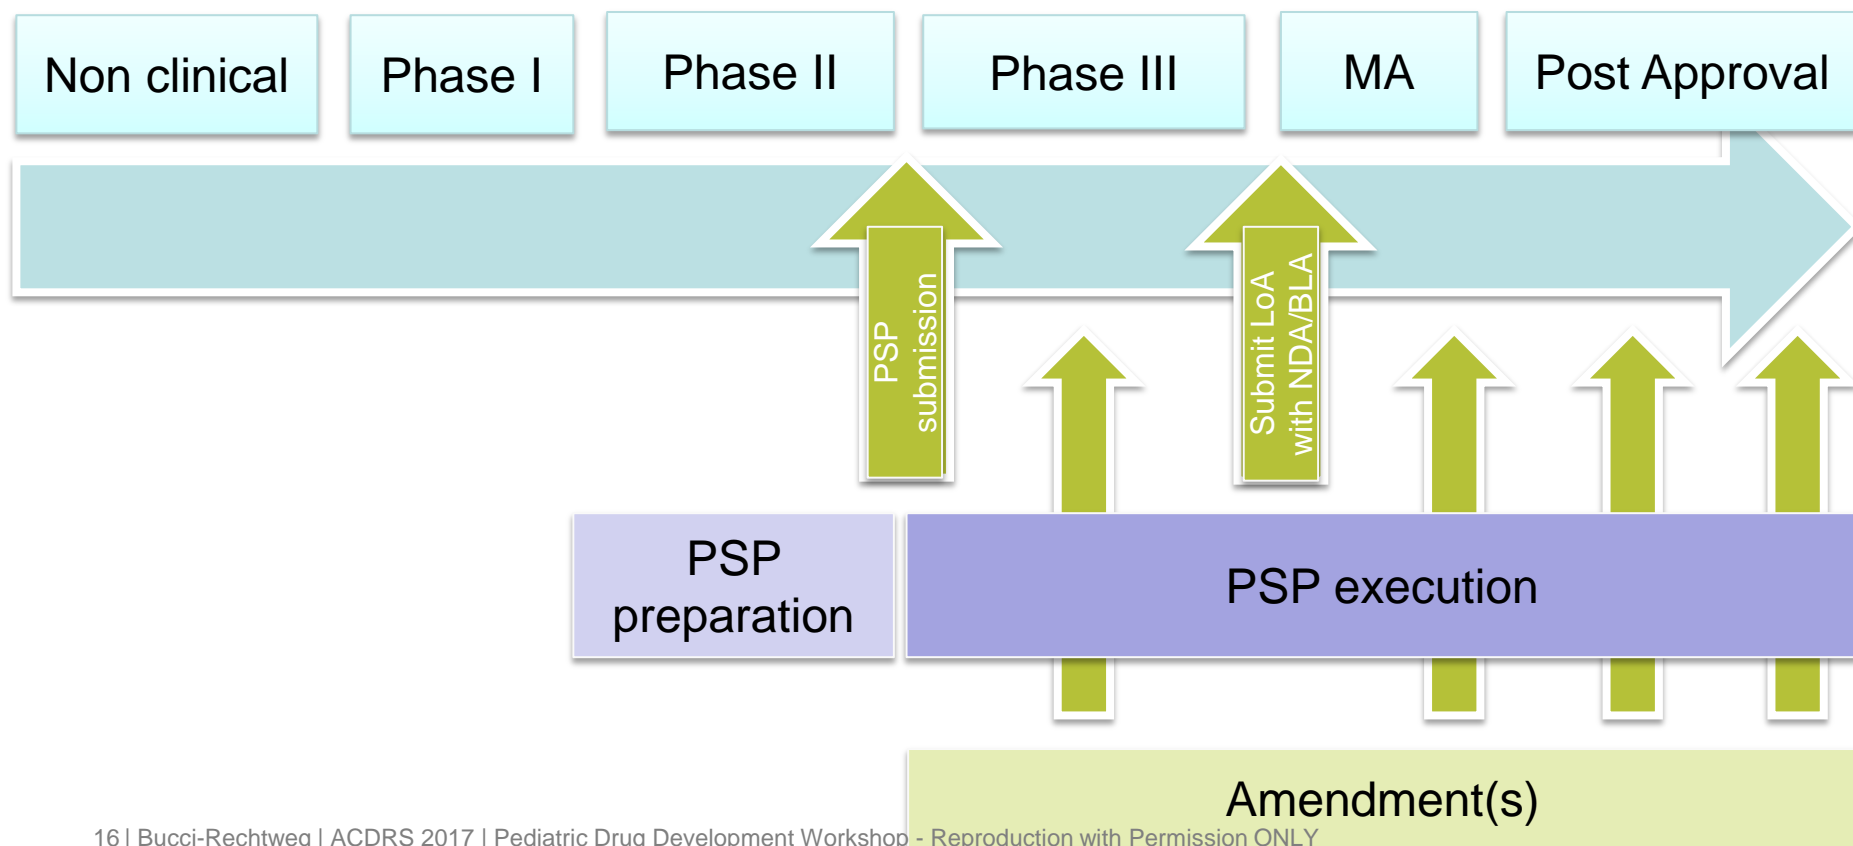 Non clinical
Phase I
Phase II
Phase III
MA
Post Approval
PSP
submission
Submit LoA
with NDA/BLA
PSP
preparation
PSP execution
Amendment(s)
16 | Bucci-Rechtweg | ACDRS 2017 | Pediatric Drug Development Workshop - Reproduction with Permission ONLY